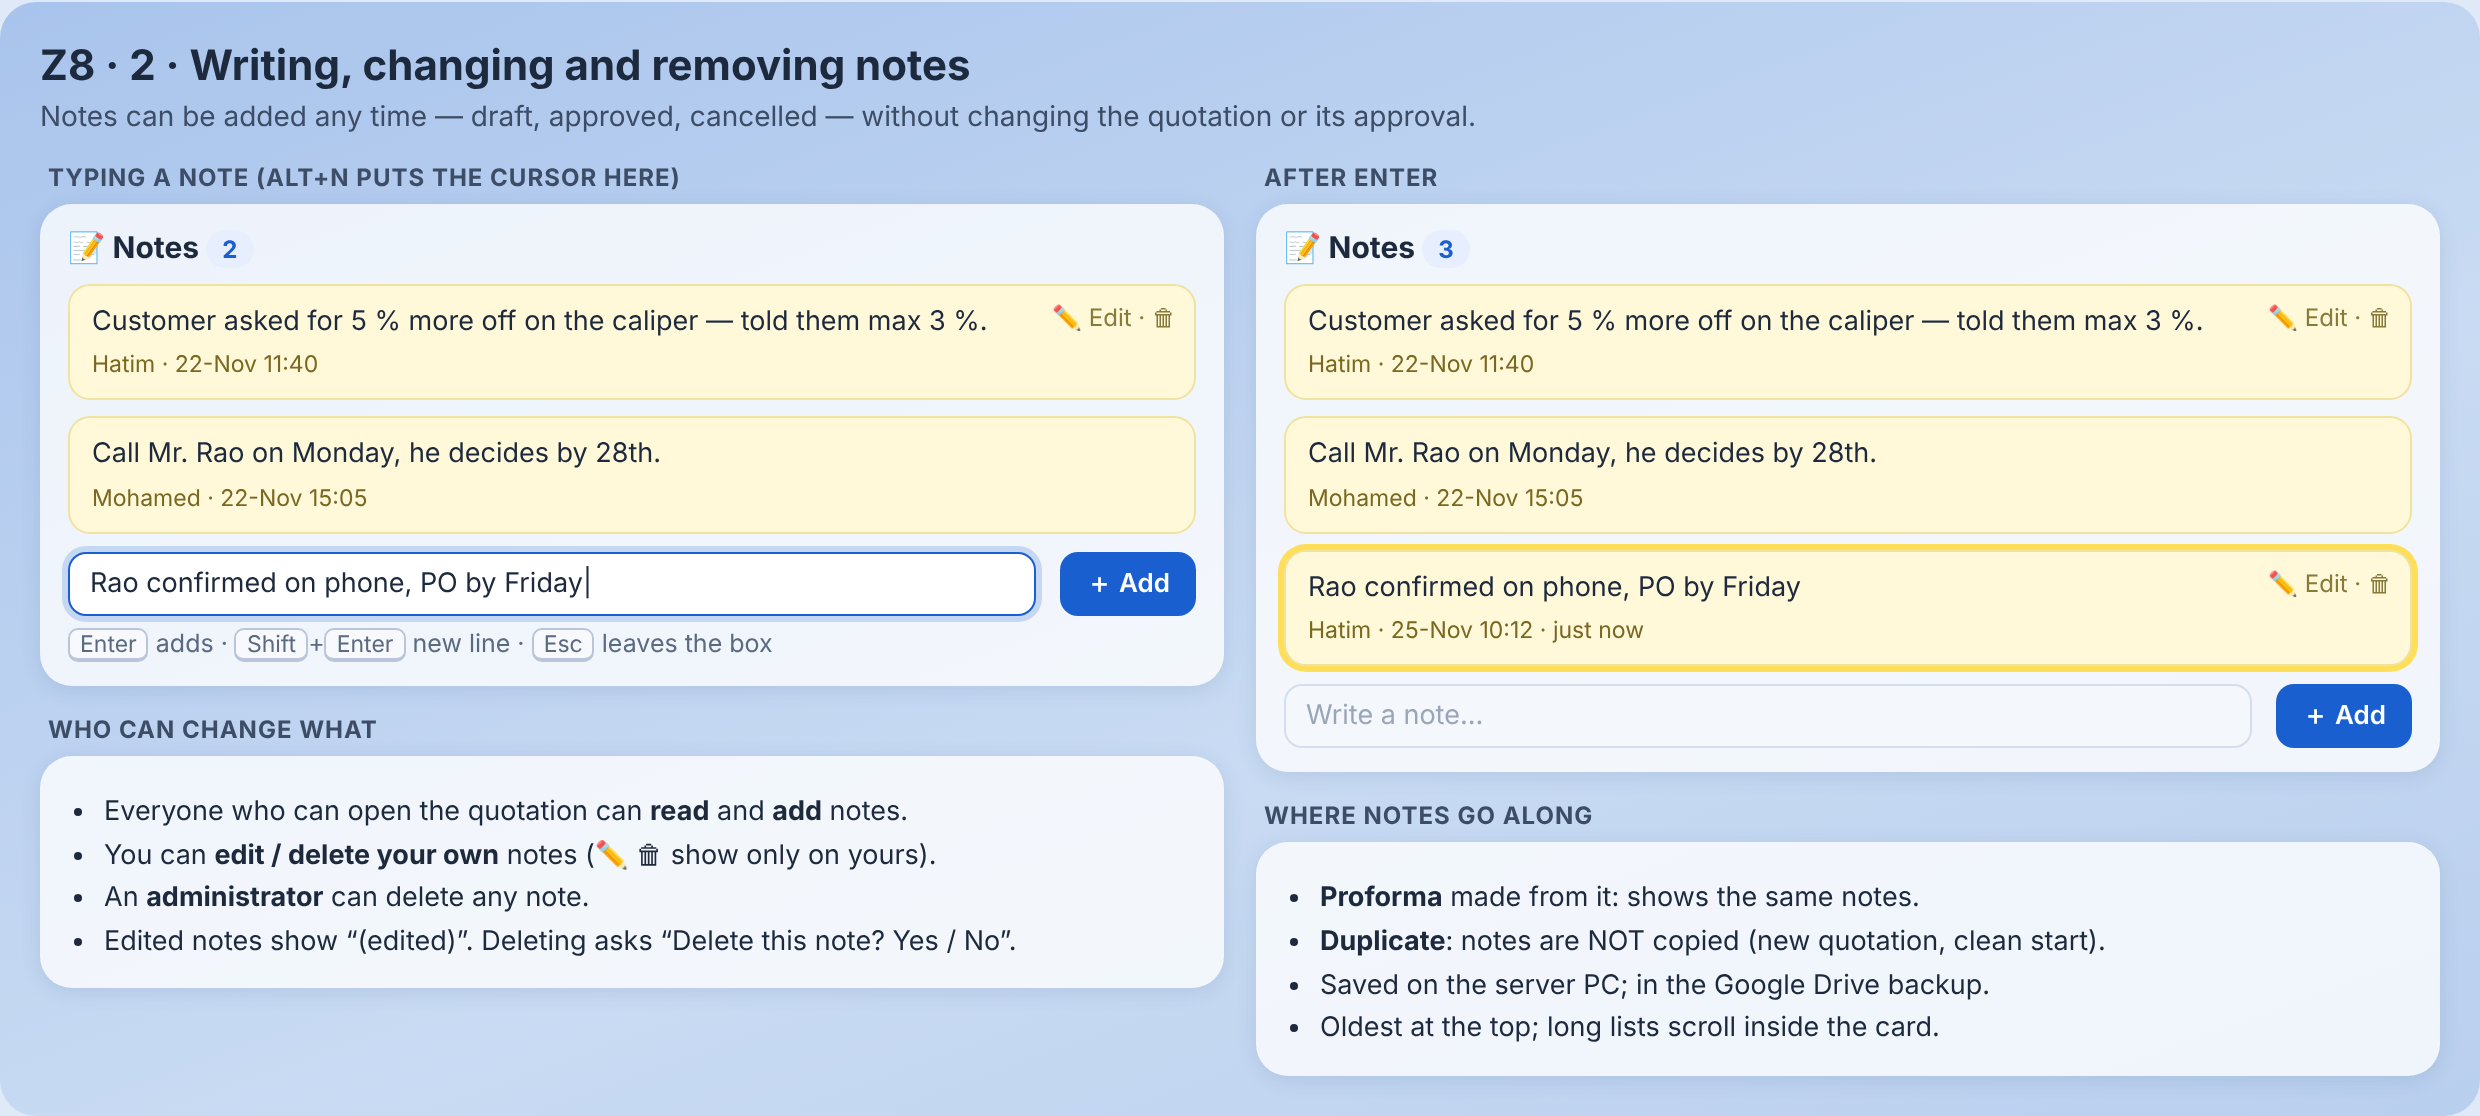 Z8 · 2 · Writing, changing and removing notes
Notes can be added any time — draft, approved, cancelled — without changing the quotation or its approval.
TYPING A NOTE (ALT+N PUTS THE CURSOR HERE)
📝 Notes 2
Customer asked for 5 % more off on the caliper — told them max 3 %.
✏️ Edit · 🗑
Hatim · 22-Nov 11:40
Call Mr. Rao on Monday, he decides by 28th.
Mohamed · 22-Nov 15:05
Rao confirmed on phone, PO by Friday
+ Add
Enter adds · Shift+Enter new line · Esc leaves the box
WHO CAN CHANGE WHAT
• Everyone who can open the quotation can read and add notes.
• You can edit / delete your own notes (✏️ 🗑 show only on yours).
• An administrator can delete any note.
• Edited notes show “(edited)”. Deleting asks “Delete this note? Yes / No”.
AFTER ENTER
📝 Notes 3
Customer asked for 5 % more off on the caliper — told them max 3 %.
✏️ Edit · 🗑
Hatim · 22-Nov 11:40
Call Mr. Rao on Monday, he decides by 28th.
Mohamed · 22-Nov 15:05
Rao confirmed on phone, PO by Friday
✏️ Edit · 🗑
Hatim · 25-Nov 10:12 · just now
Write a note...
+ Add
WHERE NOTES GO ALONG
• Proforma made from it: shows the same notes.
• Duplicate: notes are NOT copied (new quotation, clean start).
• Saved on the server PC; in the Google Drive backup.
• Oldest at the top; long lists scroll inside the card.